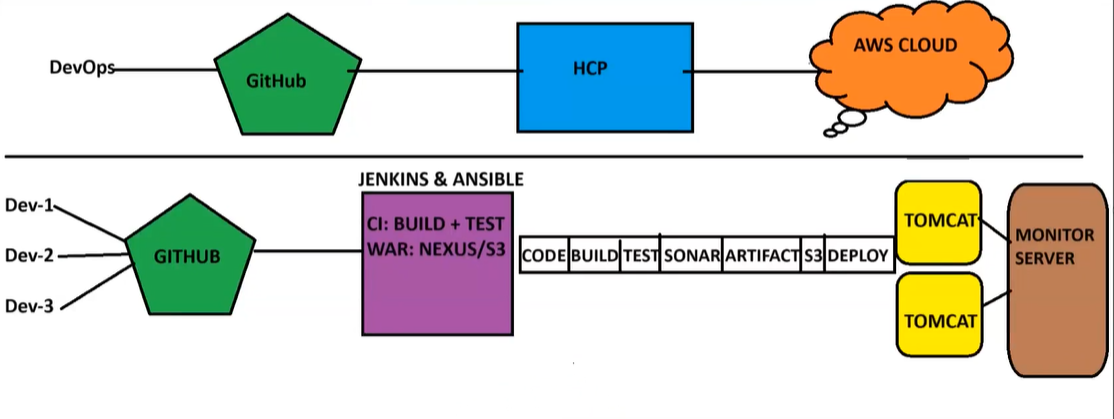 DevOps
GitHub
HCP
AWS CLOUD
JENKINS & ANSIBLE
Dev-1
Dev-2
Dev-3
GITHUB
CI: BUILD + TEST
WAR: NEXUS/S3
CODE BUILD TEST SONAR ARTIFACT S3 DEPLOY
TOMCAT
TOMCAT
MONITOR
SERVER